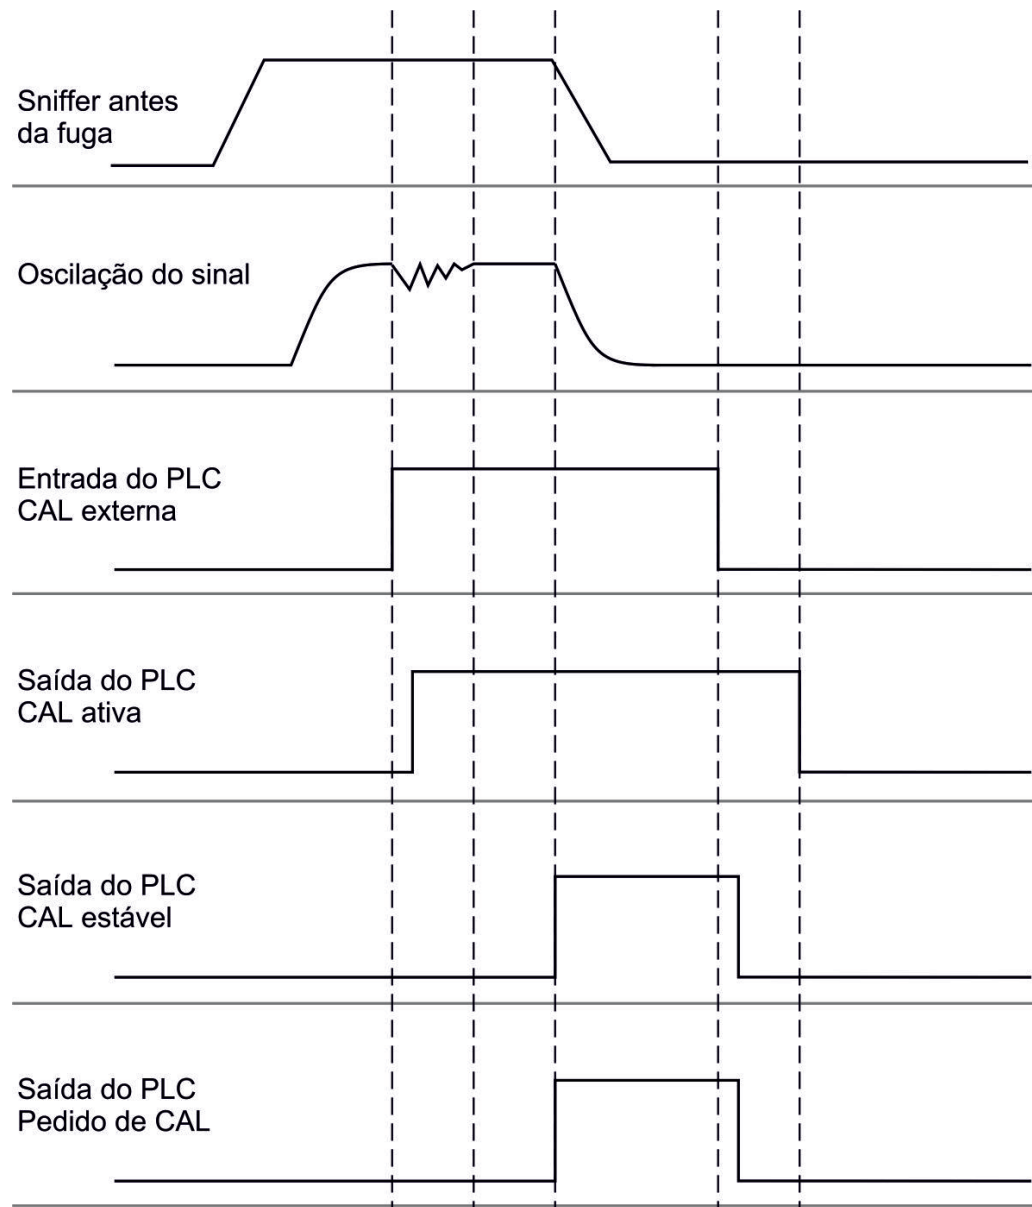 Sniffer antes
da fuga
Oscilação do sinal
Entrada do PLC
CAL externa
Saída do PLC
CAL ativa
Saída do PLC
CAL estável
Saída do PLC
Pedido de CAL